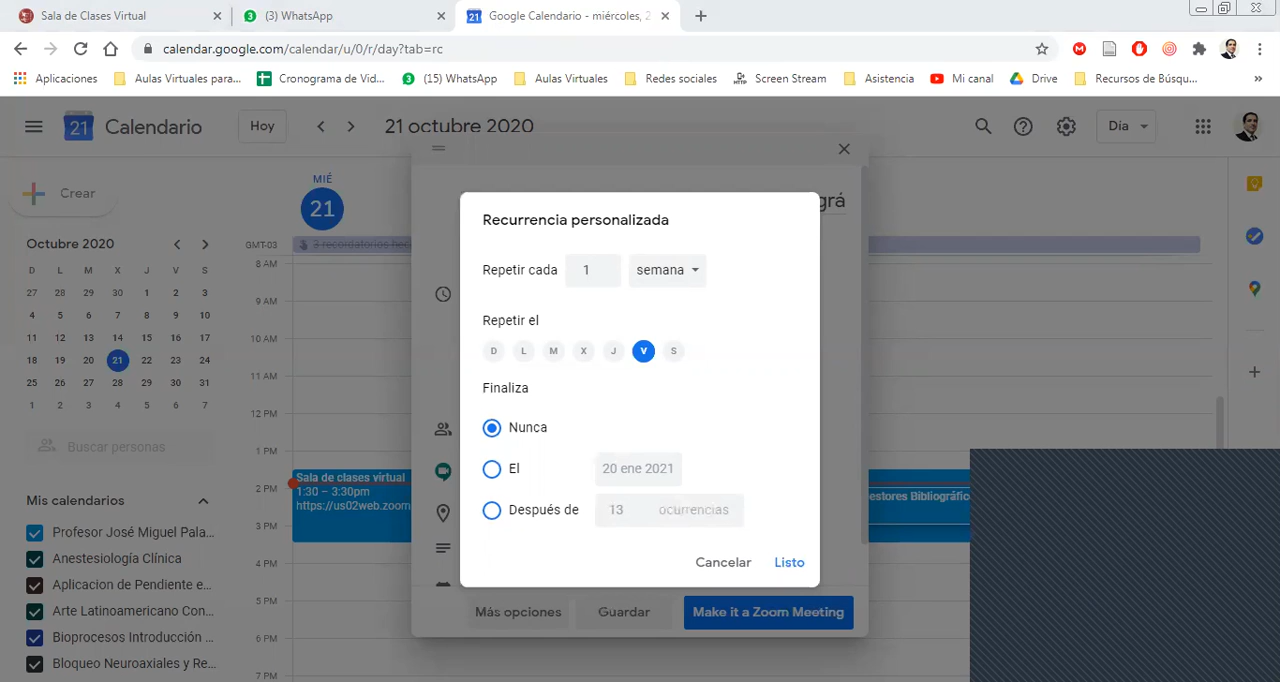 Sala de Clases Virtual
(3) WhatsApp
Google Calendario - miércoles, 2
calendar.google.com/calendar/u/0/r/day?tab=rc
Aplicaciones
Aulas Virtuales para...
Cronograma de Vid...
(15) WhatsApp
Aulas Virtuales
Redes sociales
Screen Stream
Asistencia
Mi canal
Drive
Recursos de Búsqu...
21
Calendario
Hoy
21 octubre 2020
Día
Crear
MIÉ
21
Octubre 2020
D L M X J V S
27 28 29 30 1 2 3
4 5 6 7 8 9 10
11 12 13 14 15 16 17
18 19 20 21 22 23 24
25 26 27 28 29 30 31
1 2 3 4 5 6 7
Buscar personas
Mis calendarios
Profesor José Miguel Pala...
Anestesiología Clínica
Aplicacion de Pendiente e...
Arte Latinoamericano Con...
Bioprocesos Introducción ...
Bloqueo Neuroaxiales y Re...
GMT-03
3 recordatorios hec
8 AM
9 AM
10 AM
11 AM
12 PM
1 PM
2 PM
3 PM
4 PM
5 PM
6 PM
7 PM
Sala de clases virtual
1:30 – 3:30pm
https://us02web.zoom
estores Bibliográfic
grá
Recurrencia personalizada
Repetir cada 1 semana
Repetir el
D L M X J V S
Finaliza
Nunca
El 20 ene 2021
Después de 13 ocurrencias
Cancelar Listo
Más opciones Guardar Make it a Zoom Meeting